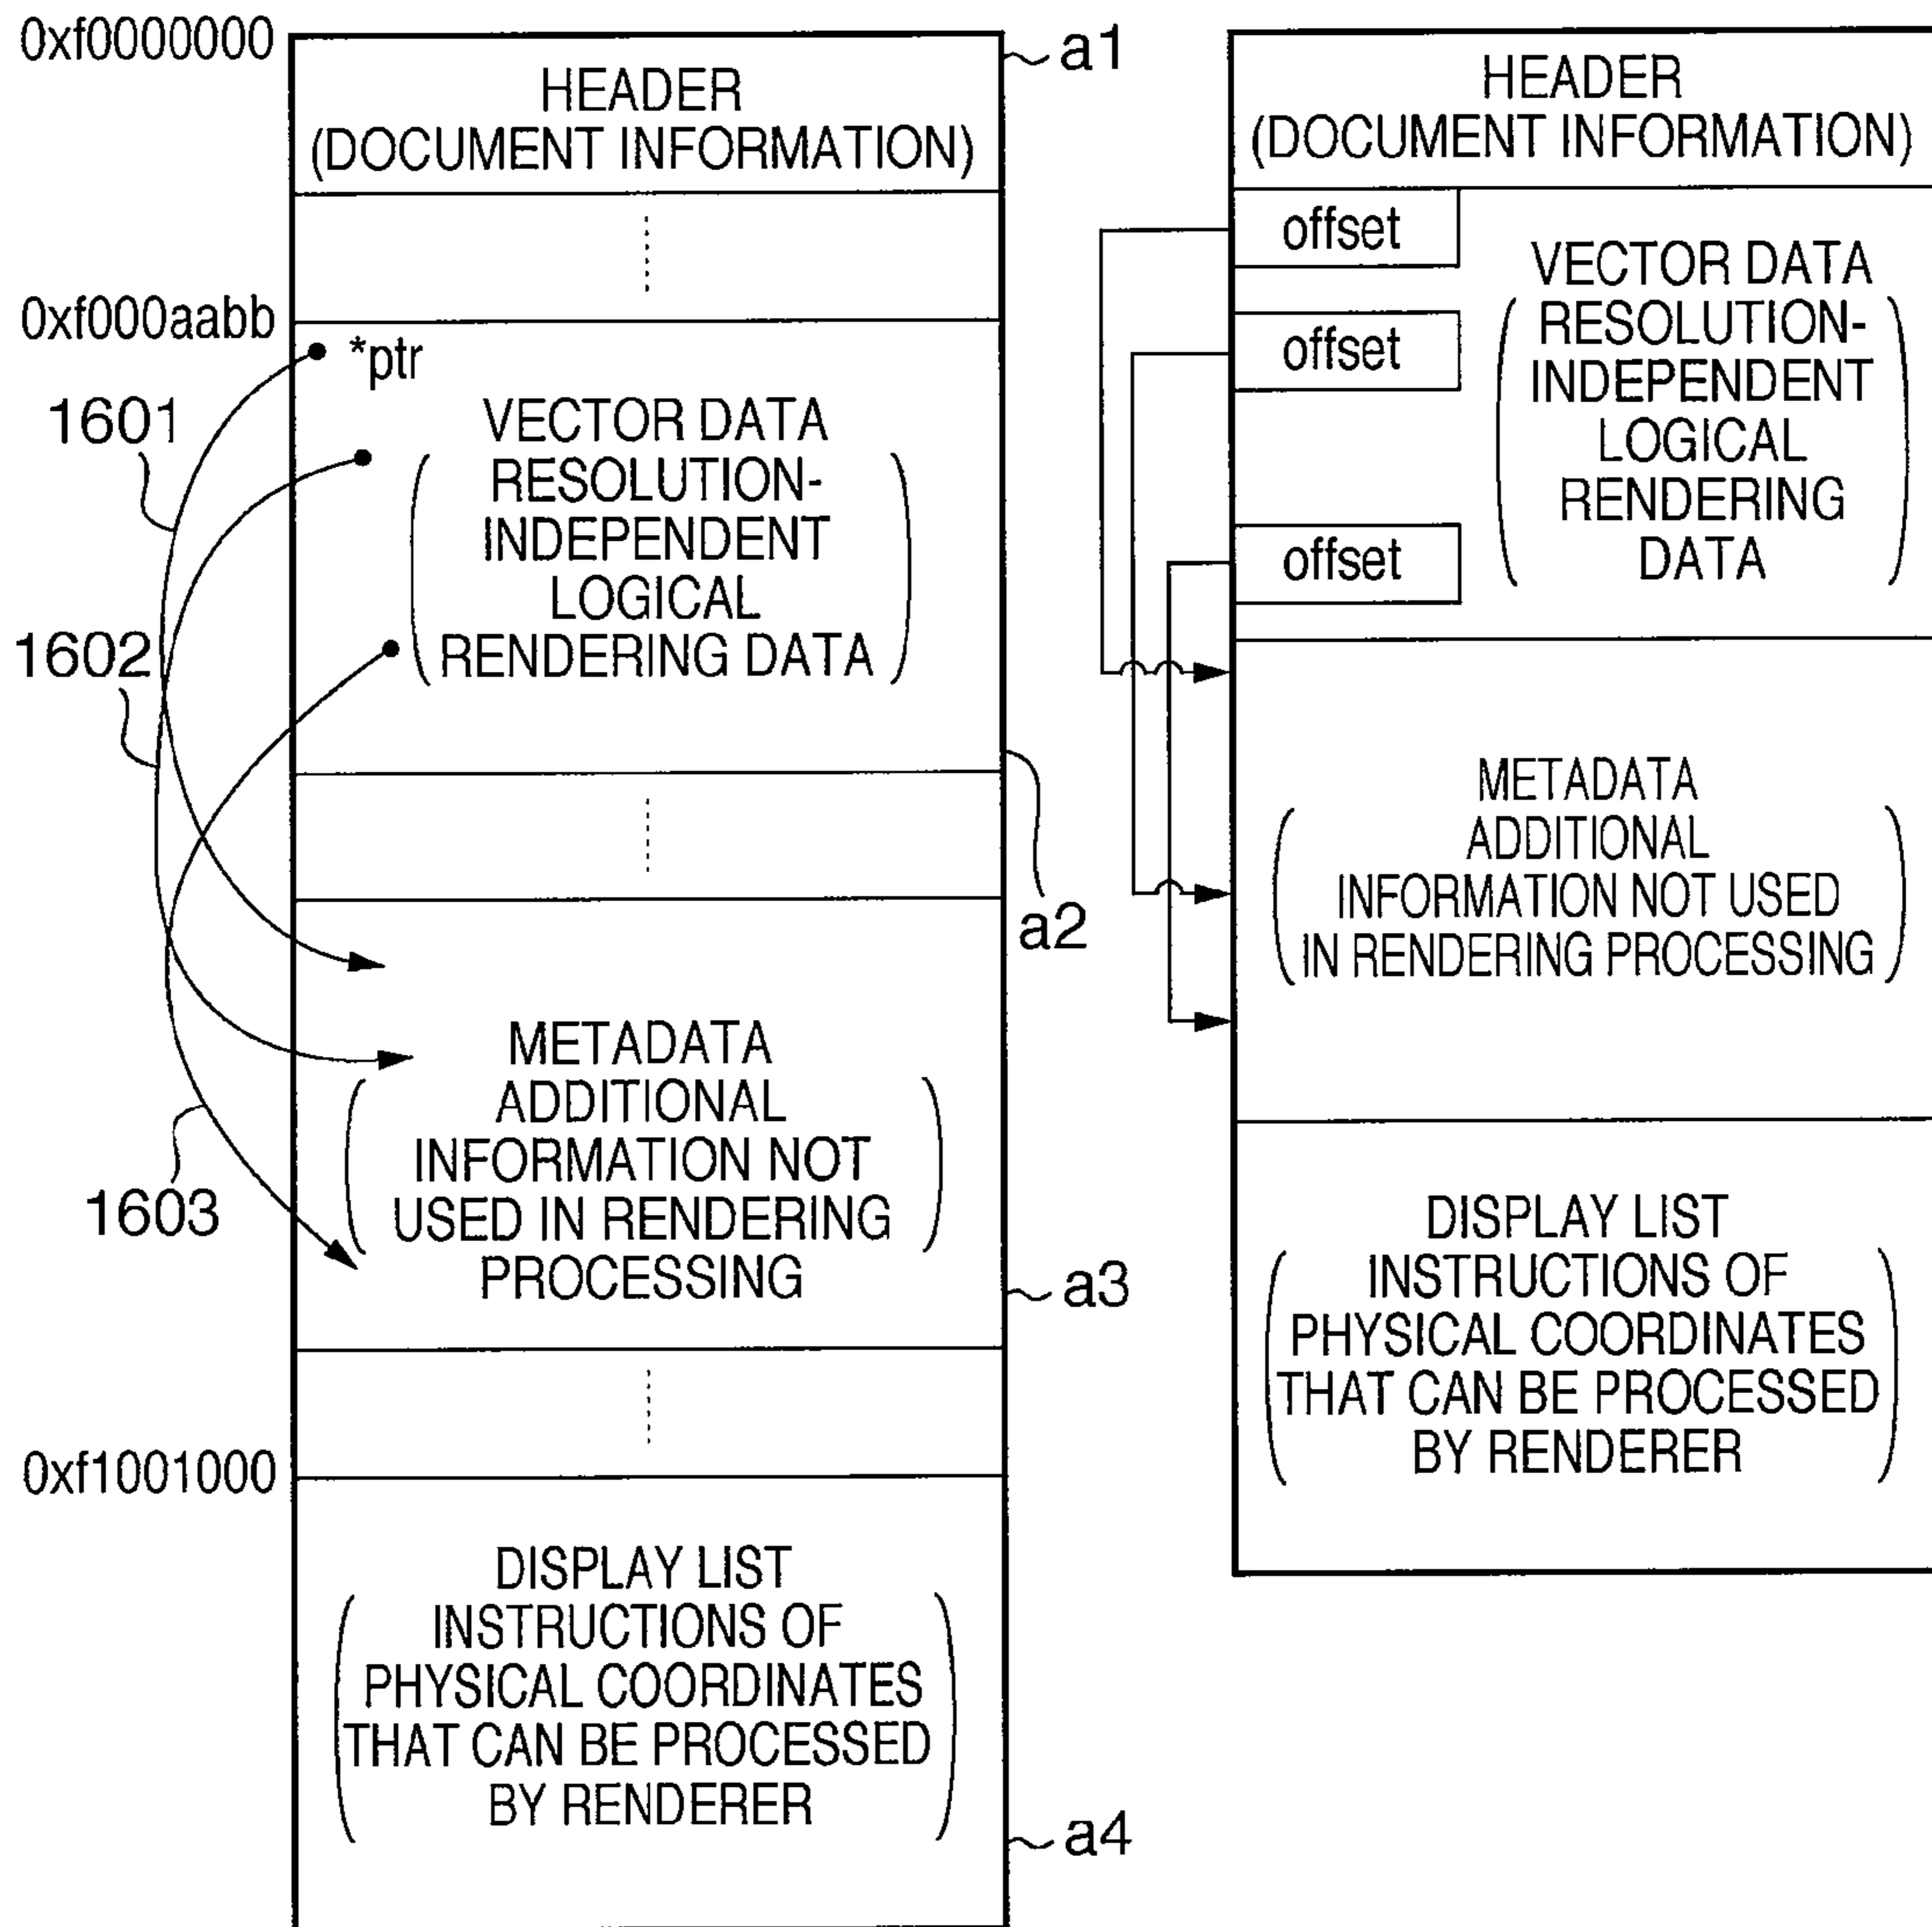 0xf0000000
HEADER
(DOCUMENT INFORMATION)
a1
0xf000aabb
*ptr
1601
VECTOR DATA
RESOLUTION-
INDEPENDENT
LOGICAL
RENDERING DATA
1602
a2
METADATA
ADDITIONAL
INFORMATION NOT
USED IN RENDERING
PROCESSING
1603
a3
0xf1001000
DISPLAY LIST
INSTRUCTIONS OF
PHYSICAL COORDINATES
THAT CAN BE PROCESSED
BY RENDERER
a4
HEADER
(DOCUMENT INFORMATION)
offset
offset
offset
VECTOR DATA
RESOLUTION-
INDEPENDENT
LOGICAL
RENDERING
DATA
METADATA
ADDITIONAL
INFORMATION NOT USED
IN RENDERING PROCESSING
DISPLAY LIST
INSTRUCTIONS OF
PHYSICAL COORDINATES
THAT CAN BE PROCESSED
BY RENDERER